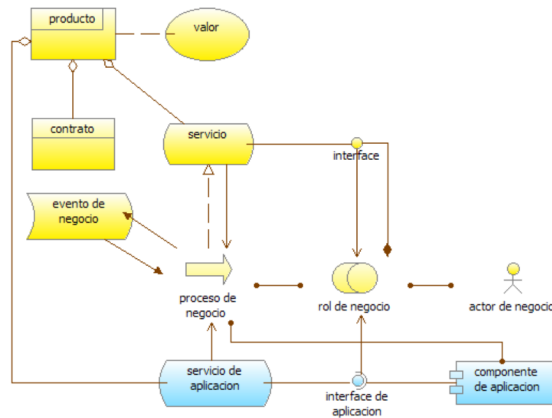 producto
valor
contrato
servicio
interface
evento de
negocio
proceso de
negocio
rol de negocio
actor de negocio
servicio de
aplicacion
interface de
aplicacion
componente
de aplicacion